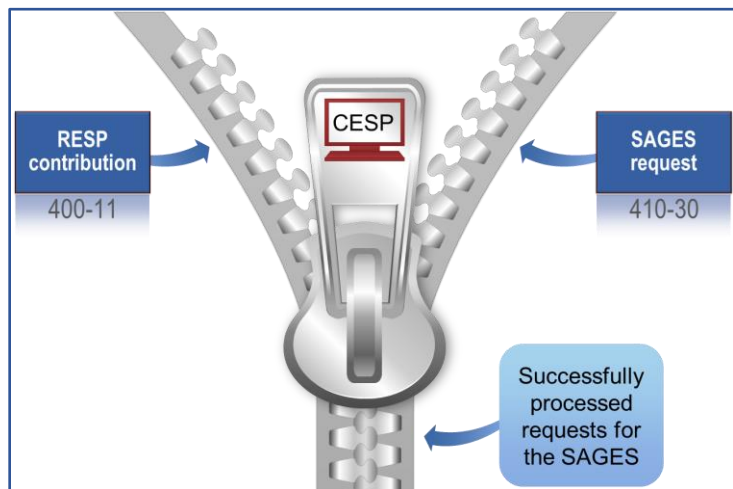 CESP
RESP
contribution
400-11
SAGES
request
410-30
Successfully
processed
requests for
the SAGES